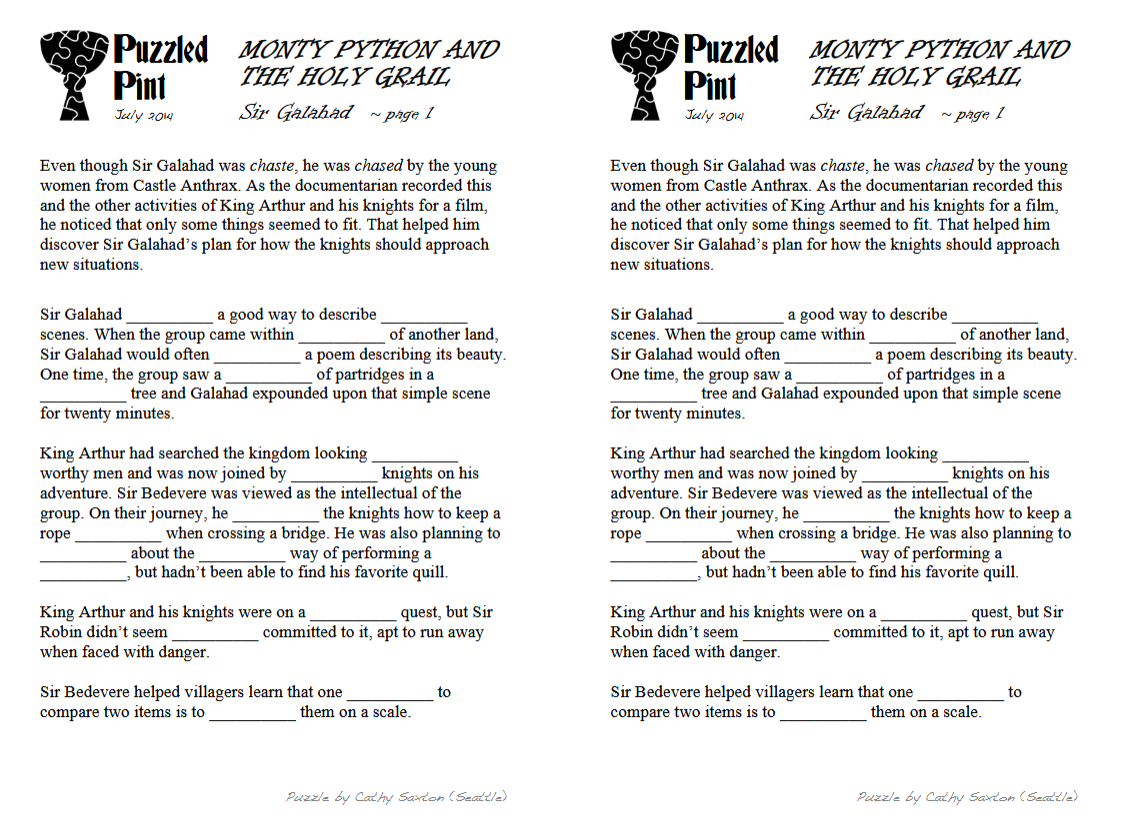 Puzzled
Pint
July 2014
MONTY PYTHON AND
THE HOLY GRAIL
Sir Galahad ~ page 1
Even though Sir Galahad was chaste, he was chased by the young
women from Castle Anthrax. As the documentarian recorded this
and the other activities of King Arthur and his knights for a film,
he noticed that only some things seemed to fit. That helped him
discover Sir Galahad's plan for how the knights should approach
new situations.
Sir Galahad __________ a good way to describe __________
scenes. When the group came within __________ of another land,
Sir Galahad would often __________ a poem describing its beauty.
One time, the group saw a __________ of partridges in a
__________ tree and Galahad expounded upon that simple scene
for twenty minutes.
King Arthur had searched the kingdom looking __________
worthy men and was now joined by __________ knights on his
adventure. Sir Bedevere was viewed as the intellectual of the
group. On their journey, he __________ the knights how to keep a
rope __________ when crossing a bridge. He was also planning to
__________ about the __________ way of performing a
__________, but hadn't been able to find his favorite quill.
King Arthur and his knights were on a __________ quest, but Sir
Robin didn't seem __________ committed to it, apt to run away
when faced with danger.
Sir Bedevere helped villagers learn that one __________ to
compare two items is to __________ them on a scale.
Puzzle by Cathy Saxton (Seattle)
Puzzled
Pint
July 2014
MONTY PYTHON AND
THE HOLY GRAIL
Sir Galahad ~ page 1
Even though Sir Galahad was chaste, he was chased by the young
women from Castle Anthrax. As the documentarian recorded this
and the other activities of King Arthur and his knights for a film,
he noticed that only some things seemed to fit. That helped him
discover Sir Galahad's plan for how the knights should approach
new situations.
Sir Galahad __________ a good way to describe __________
scenes. When the group came within __________ of another land,
Sir Galahad would often __________ a poem describing its beauty.
One time, the group saw a __________ of partridges in a
__________ tree and Galahad expounded upon that simple scene
for twenty minutes.
King Arthur had searched the kingdom looking __________
worthy men and was now joined by __________ knights on his
adventure. Sir Bedevere was viewed as the intellectual of the
group. On their journey, he __________ the knights how to keep a
rope __________ when crossing a bridge. He was also planning to
__________ about the __________ way of performing a
__________, but hadn't been able to find his favorite quill.
King Arthur and his knights were on a __________ quest, but Sir
Robin didn't seem __________ committed to it, apt to run away
when faced with danger.
Sir Bedevere helped villagers learn that one __________ to
compare two items is to __________ them on a scale.
Puzzle by Cathy Saxton (Seattle)